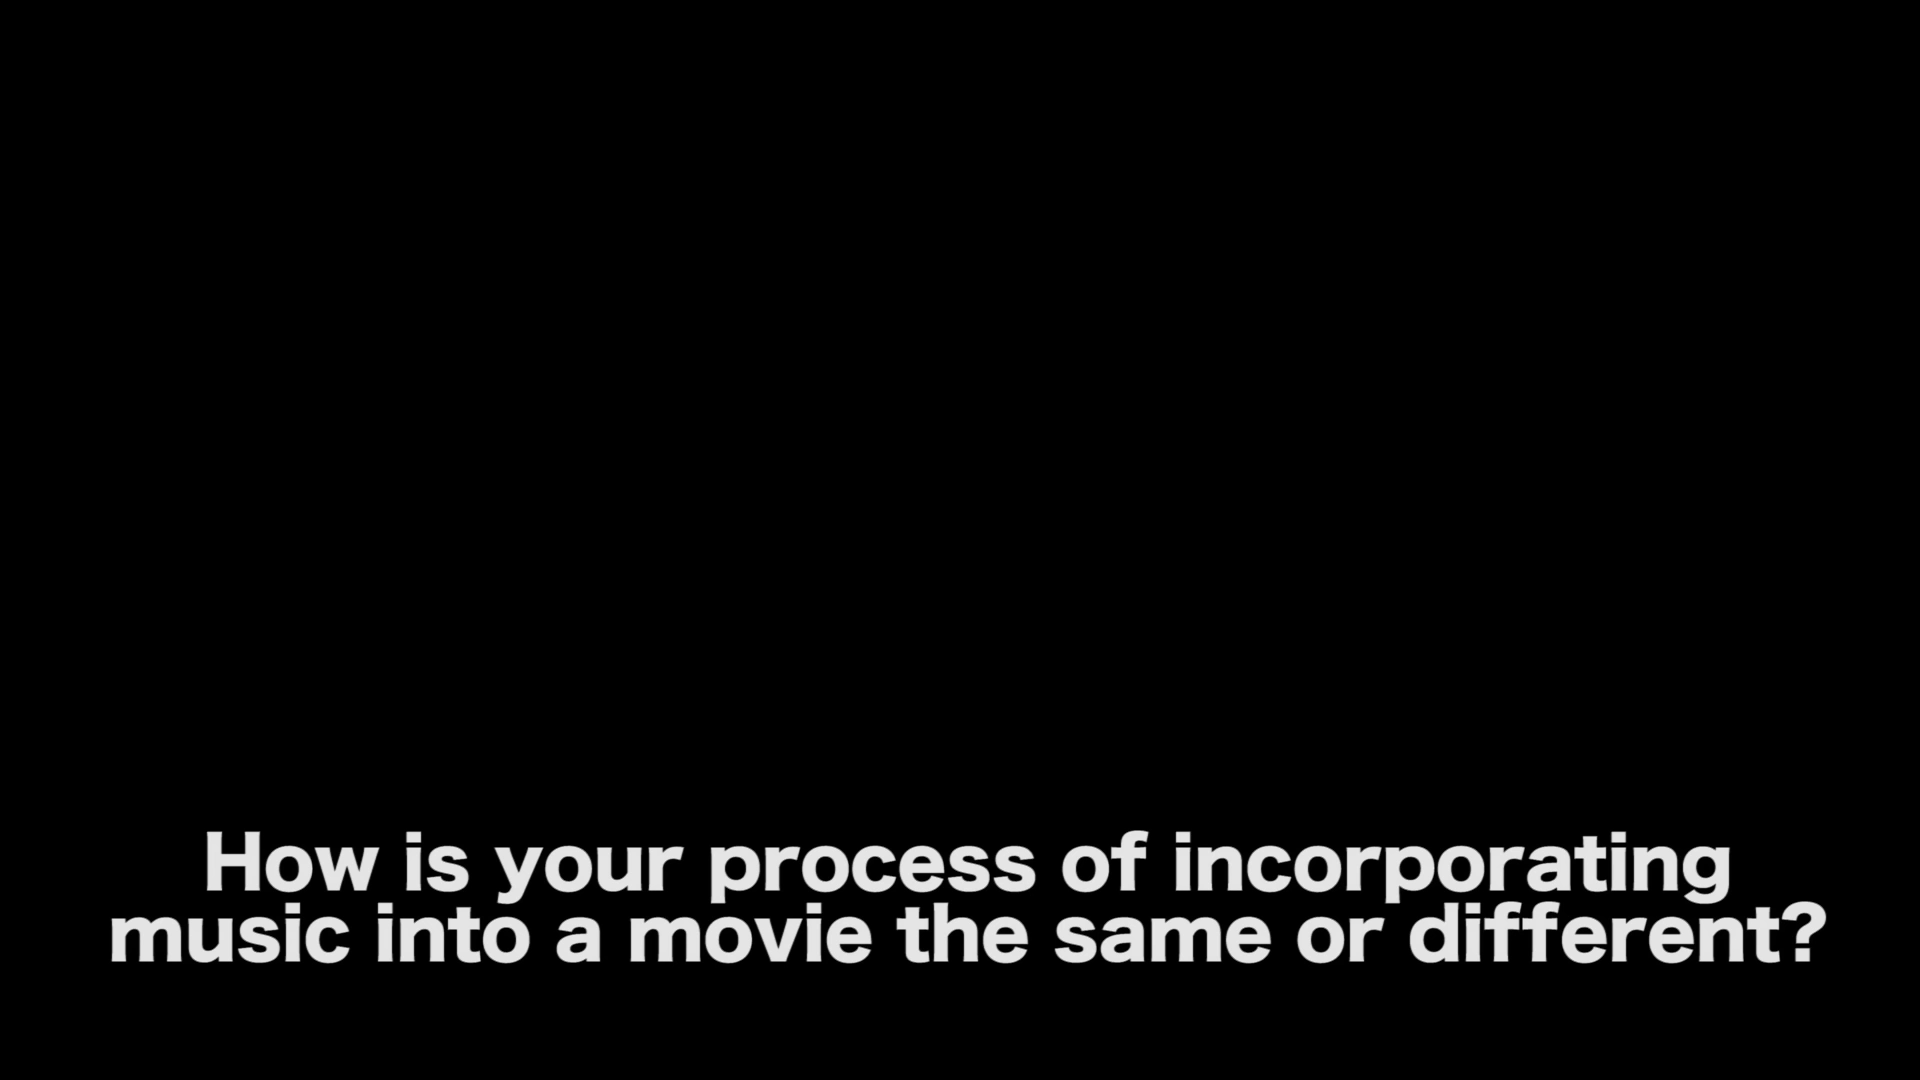 How is your process of incorporating
music into a movie the same or different?